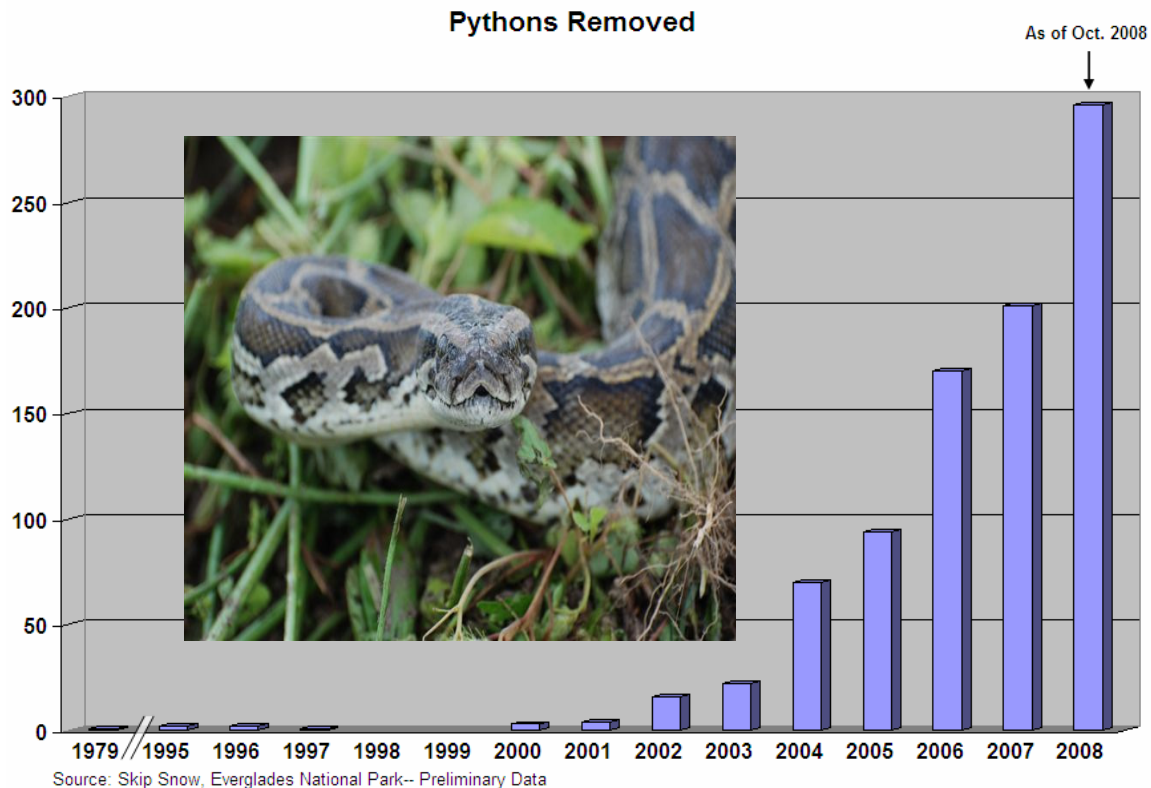 Pythons Removed
As of Oct. 2008
300
250
200
150
100
50
0
1979 1995 1996 1997 1998 1999 2000 2001 2002 2003 2004 2005 2006 2007 2008
Source: Skip Snow, Everglades National Park-- Preliminary Data